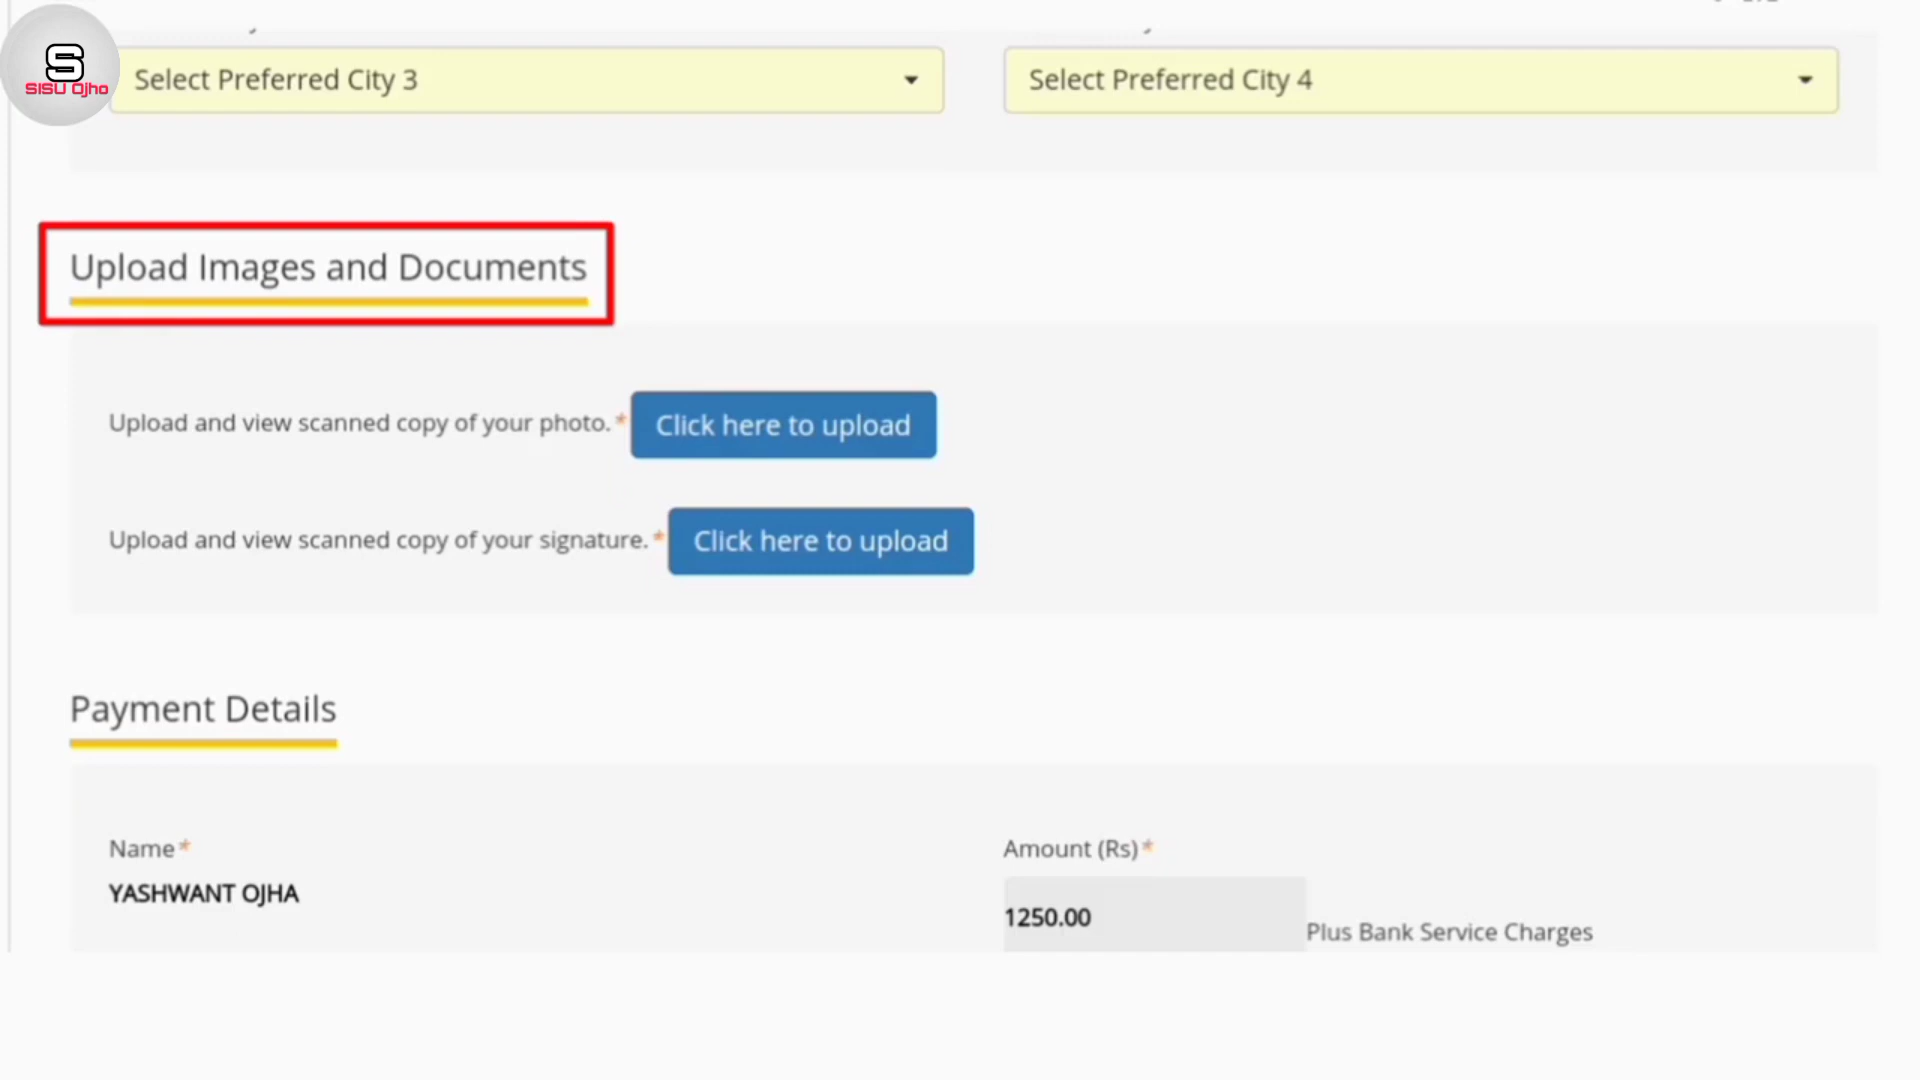 S
SISU Ojho
Select Preferred City 3
Select Preferred City 4
Upload Images and Documents
Upload and view scanned copy of your photo.* Click here to upload
Upload and view scanned copy of your signature.* Click here to upload
Payment Details
Name*
Amount (Rs)*
YASHWANT OJHA
1250.00
Plus Bank Service Charges